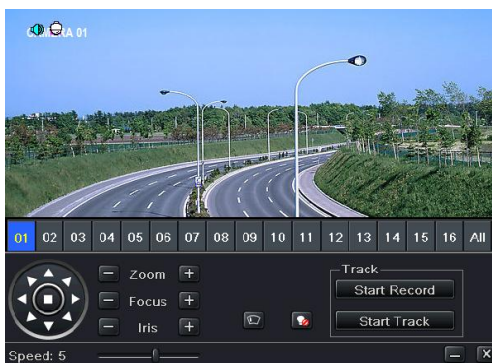 CAMERA 01
01 02 03 04 05 06 07 08 09 10 11 12 13 14 15 16 All
Track
Zoom
Start Record
Focus
Iris
Start Track
Speed: 5